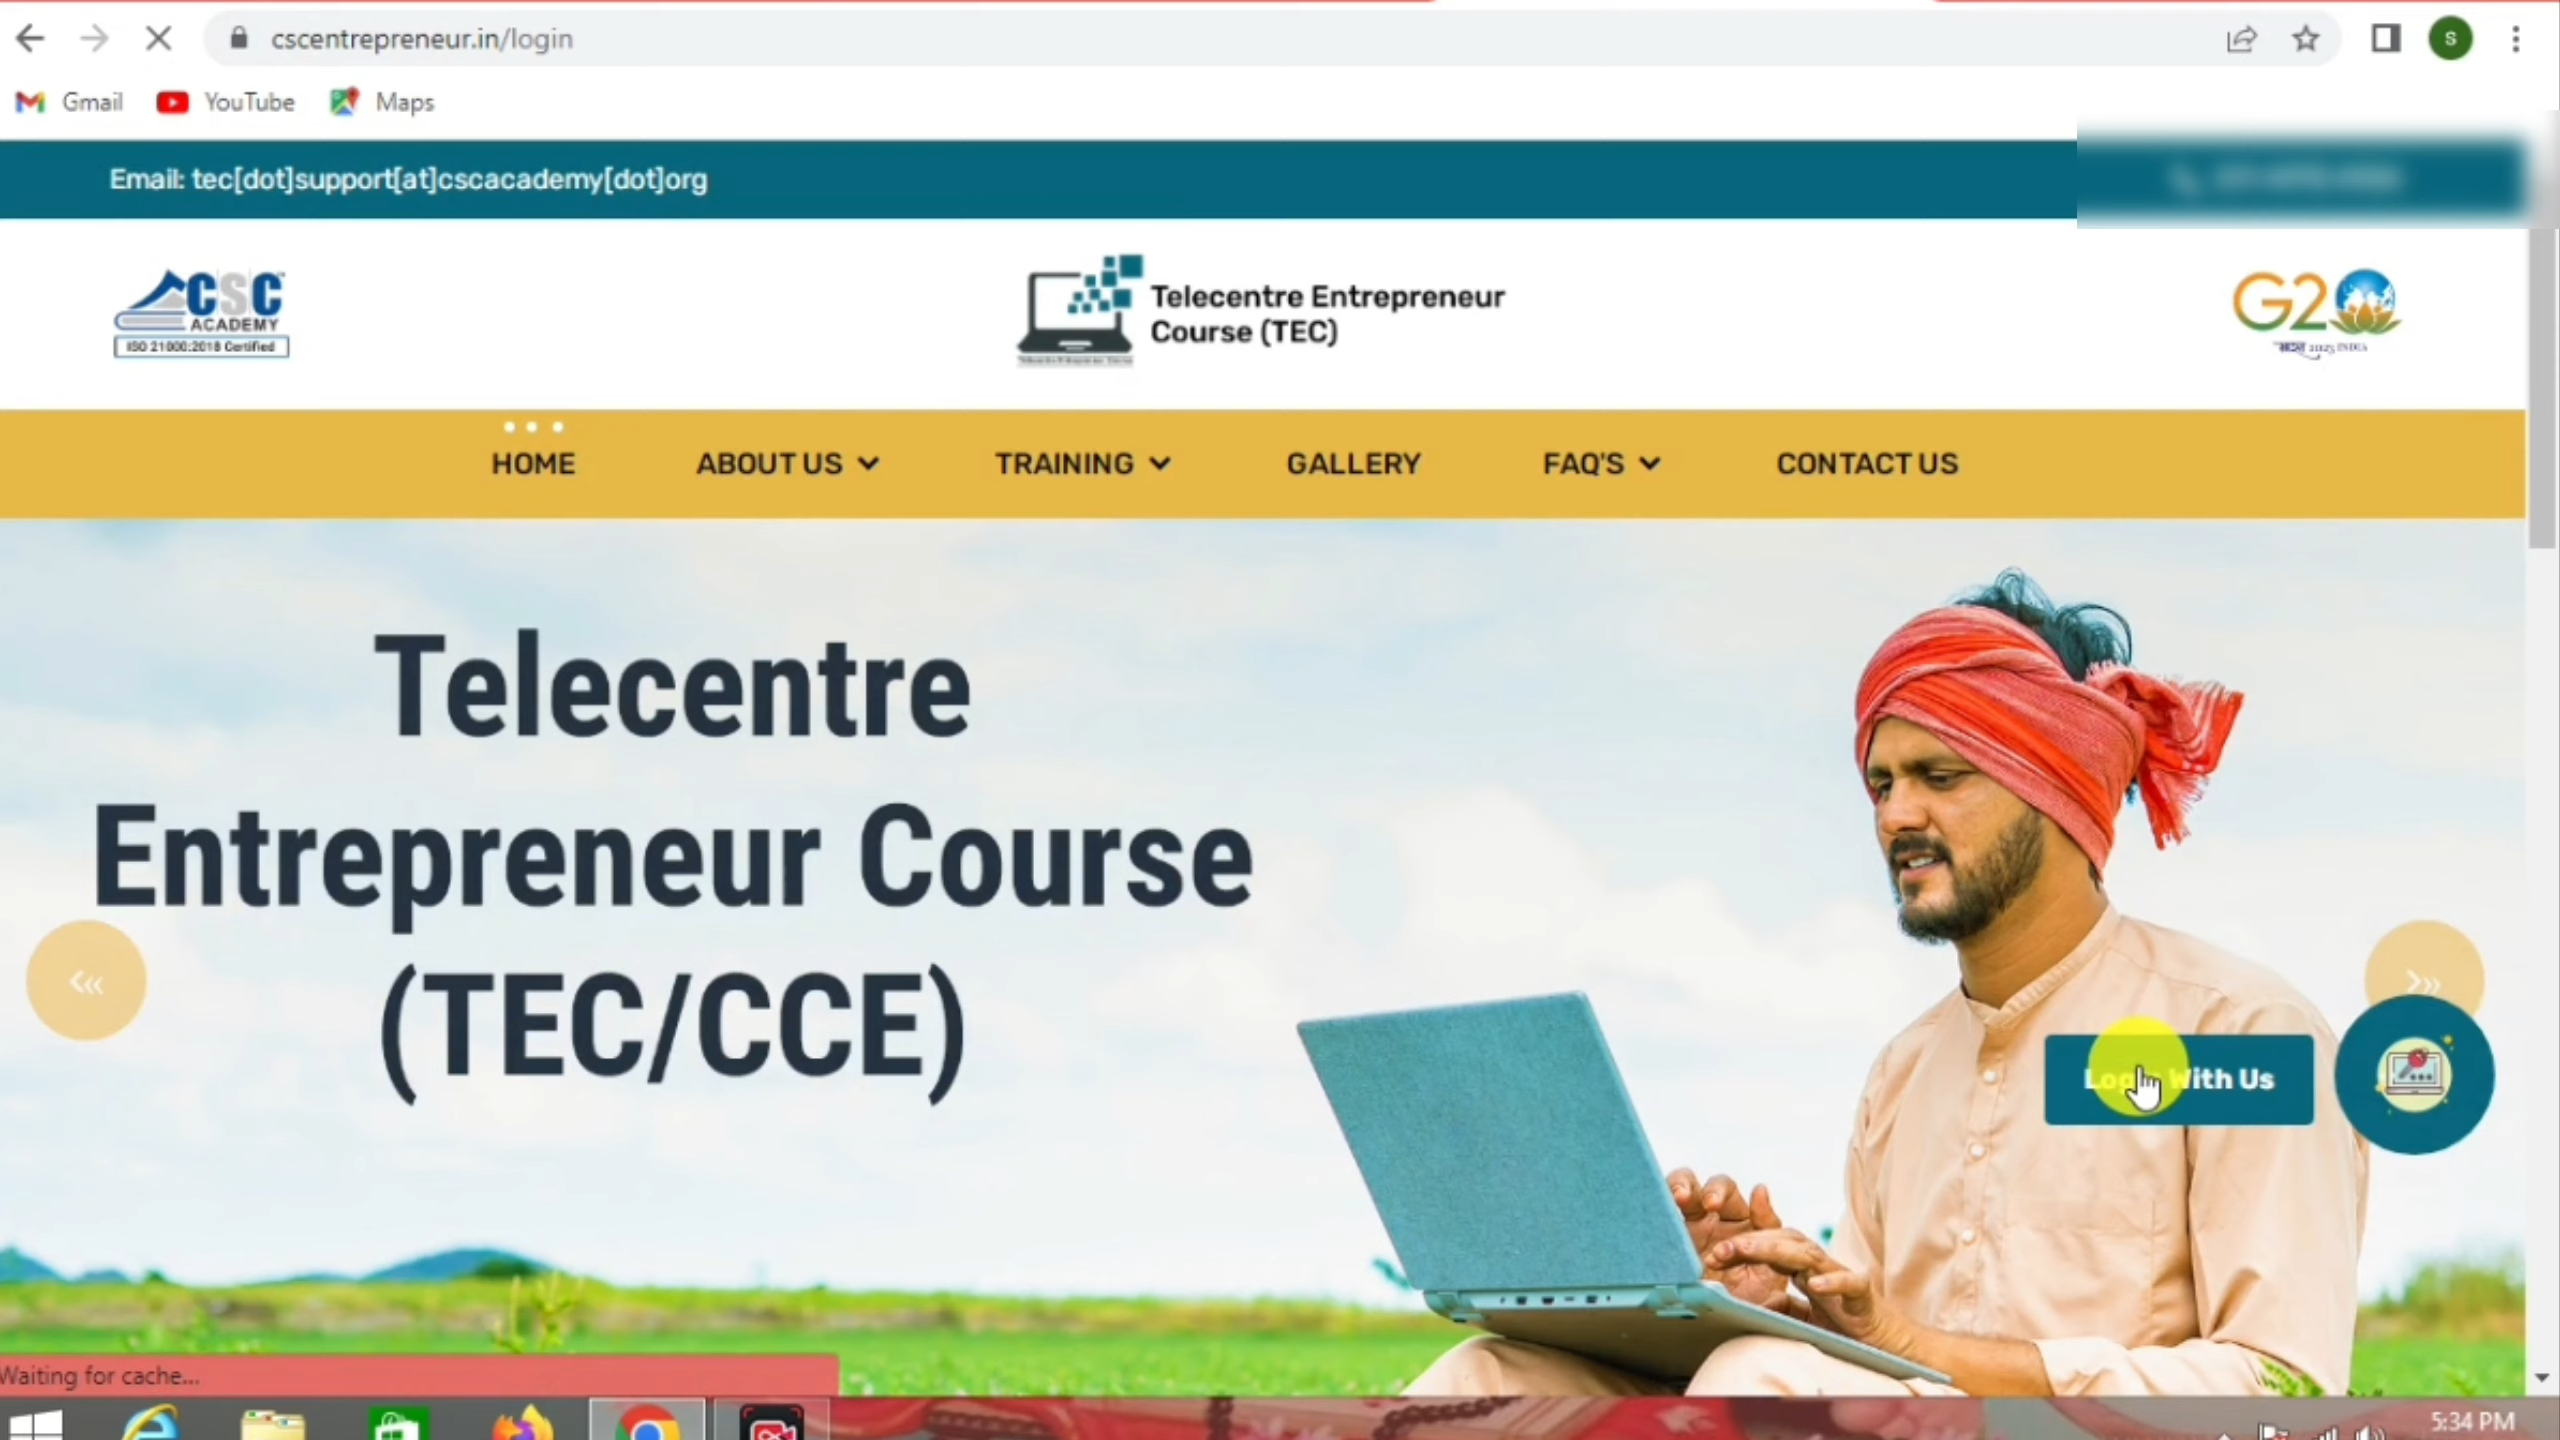 cscentrepreneur.in/login
S
Gmail
YouTube
Maps
Email: tec[dot]support[at]cscacademy[dot]org
CSC
ACADEMY
ISO 21000:2018 Certified
Telecentre Entrepreneur
Course (TEC)
G20
2023 INDIA
HOME
ABOUT US
TRAINING
GALLERY
FAQ'S
CONTACT US
Telecentre
Entrepreneur Course
(TEC/CCE)
With Us
Waiting for cache...
5:34 PM